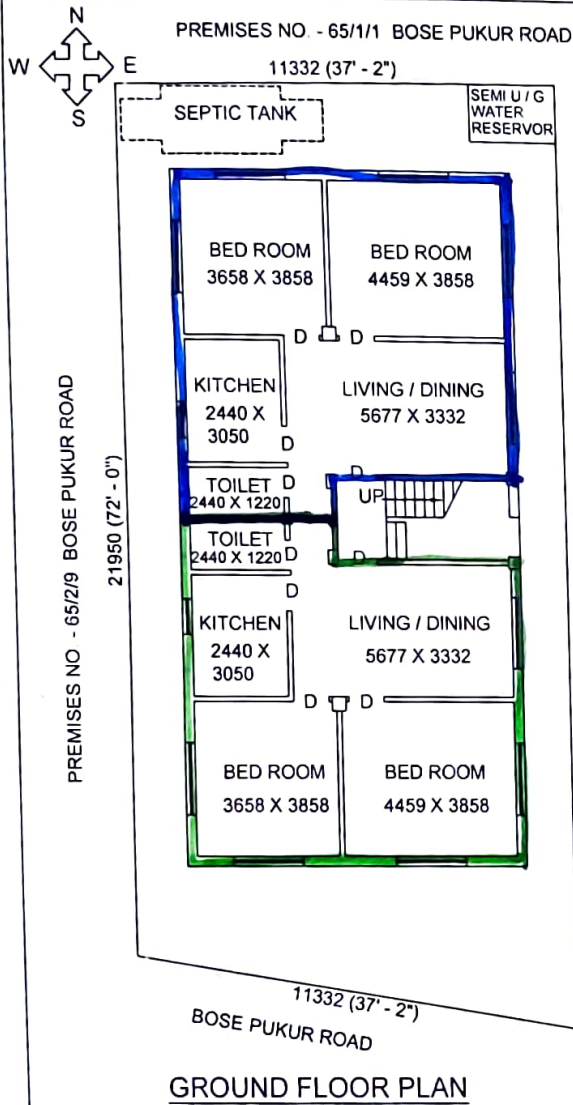 N
W E
S
PREMISES NO. - 65/1/1 BOSE PUKUR ROAD
11332 (37' - 2")
SEPTIC TANK
SEMI U / G
WATER
RESERVOR
BED ROOM
3658 X 3858
BED ROOM
4459 X 3858
D D
KITCHEN
2440 X
3050
LIVING / DINING
5677 X 3332
D
D
D
TOILET
2440 X 1220
UP
TOILET
2440 X 1220
D
D
D
KITCHEN
2440 X
3050
LIVING / DINING
5677 X 3332
D D
BED ROOM
3658 X 3858
BED ROOM
4459 X 3858
PREMISES NO - 65/2/9 BOSE PUKUR ROAD
21950 (72' - 0")
11332 (37' - 2")
BOSE PUKUR ROAD
GROUND FLOOR PLAN